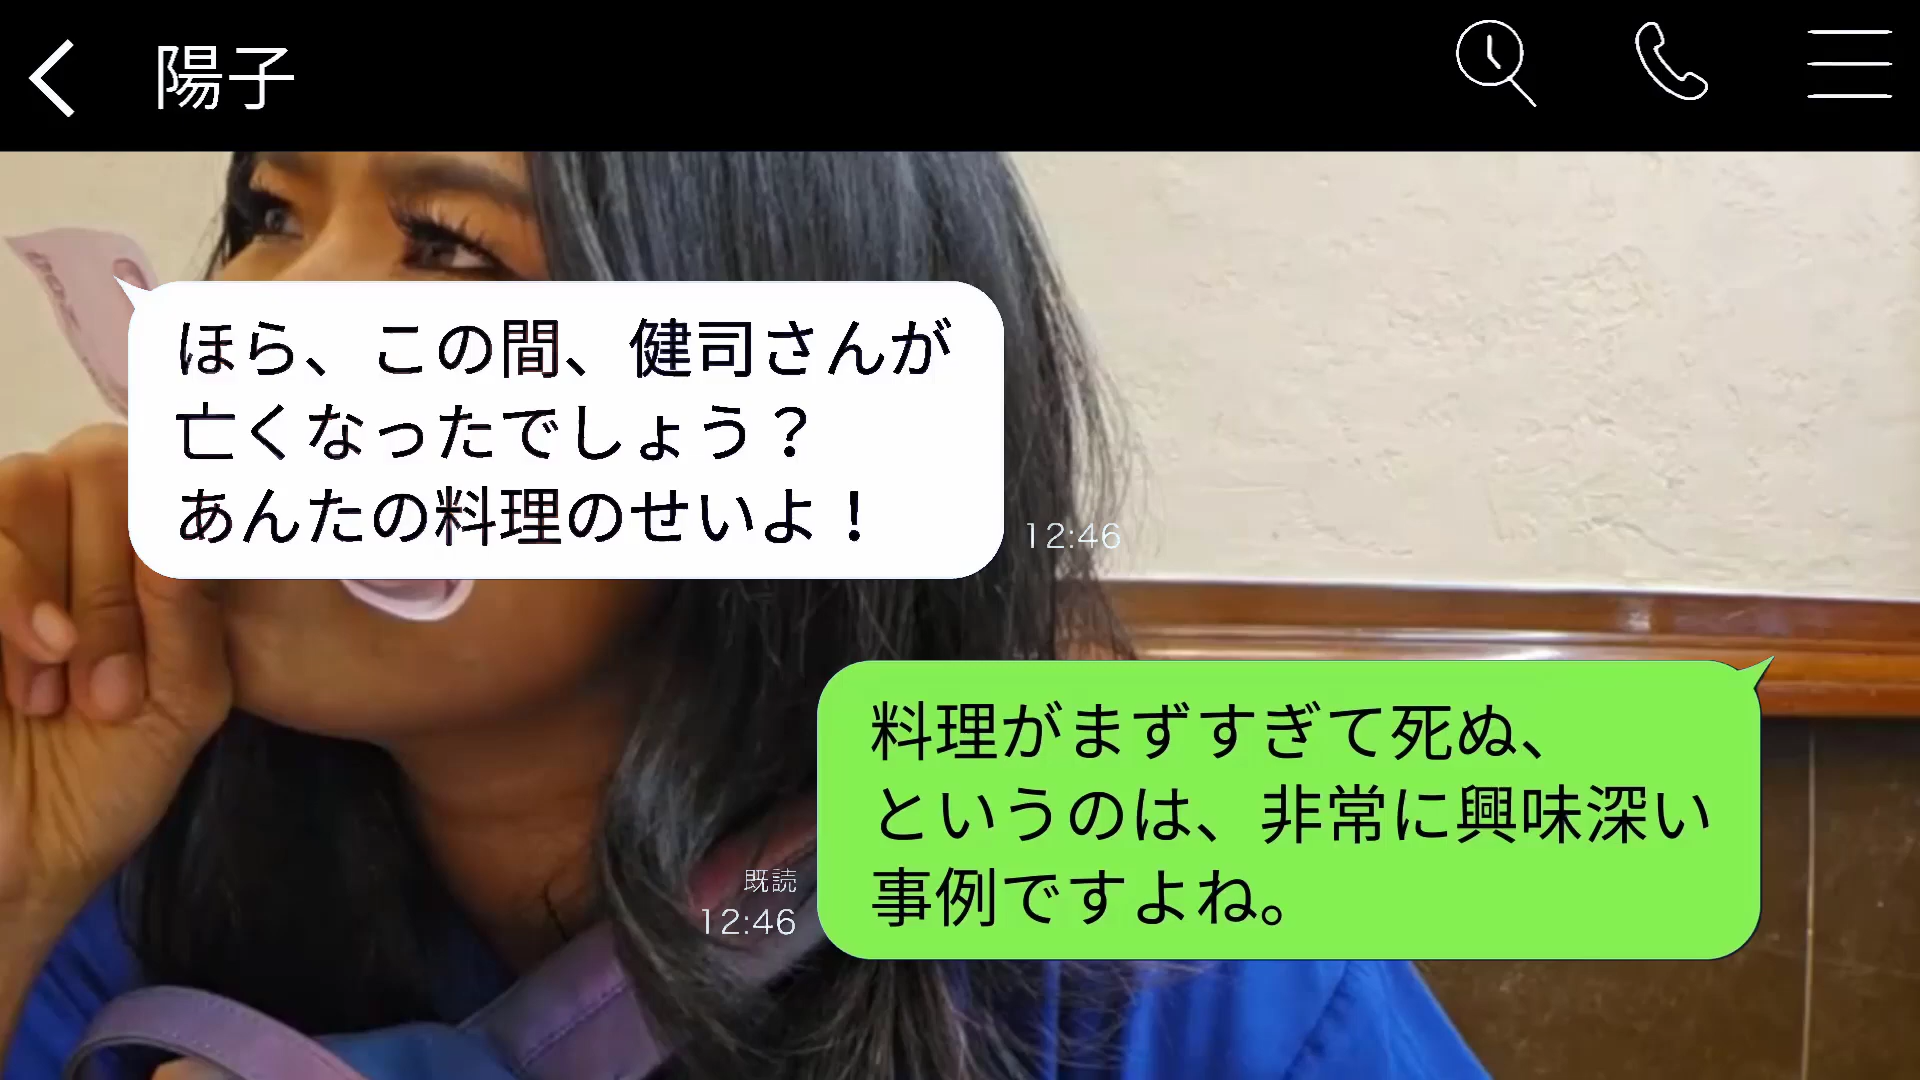 陽子
ほら、この間、健司さんが
亡くなったでしょう？
あんたの料理のせいよ！
12:46
料理がまずすぎて死ぬ、
というのは、非常に興味深い
事例ですよね。
既読
12:46